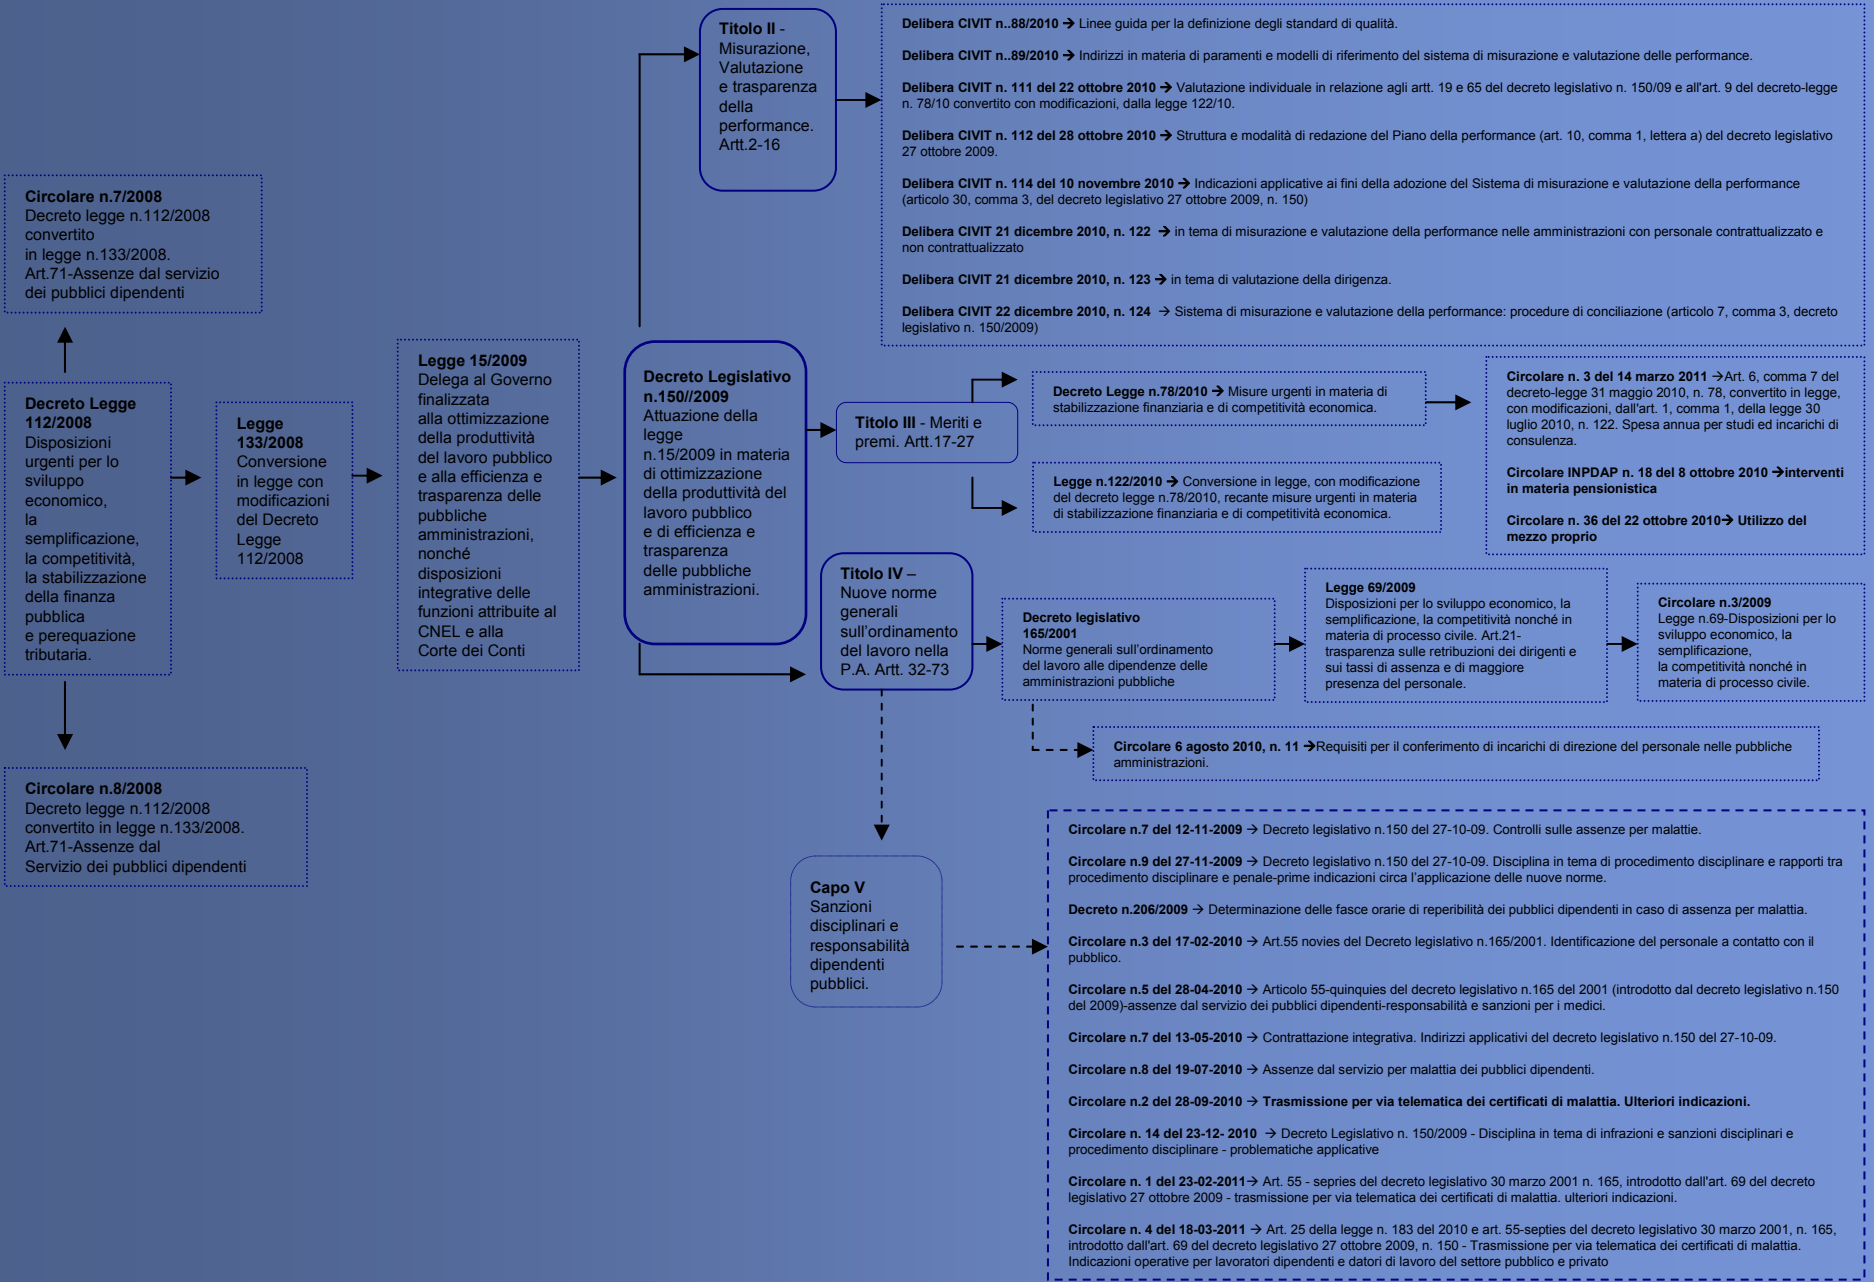 Circolare n.7/2008
Decreto legge n.112/2008
convertito
in legge n.133/2008.
Art.71-Assenze dal servizio
dei pubblici dipendenti
Decreto Legge
112/2008
Disposizioni
urgenti per lo
sviluppo
economico,
la
semplificazione,
la competitività,
la stabilizzazione
della finanza
pubblica
e perequazione
tributaria.
Circolare n.8/2008
Decreto legge n.112/2008
convertito in legge n.133/2008.
Art.71-Assenze dal
Servizio dei pubblici dipendenti
Legge
133/2008
Conversione
in legge con
modificazioni
del Decreto
Legge
112/2008
Legge 15/2009
Delega al Governo
finalizzata
alla ottimizzazione
della produttività
del lavoro pubblico
e alla efficienza e
trasparenza delle
pubbliche
amministrazioni,
nonché
disposizioni
integrative delle
funzioni attribuite al
CNEL e alla
Corte dei Conti
Decreto Legislativo
n.150//2009
Attuazione della
legge
n.15/2009 in materia
di ottimizzazione
della produttività del
lavoro pubblico
e di efficienza e
trasparenza
delle pubbliche
amministrazioni.
Titolo II -
Misurazione,
Valutazione
e trasparenza
della
performance.
Artt.2-16
Delibera CIVIT n..88/2010 → Linee guida per la definizione degli standard di qualità.
Delibera CIVIT n..89/2010 → Indirizzi in materia di paramenti e modelli di riferimento del sistema di misurazione e valutazione delle performance.
Delibera CIVIT n. 111 del 22 ottobre 2010 → Valutazione individuale in relazione agli artt. 19 e 65 del decreto legislativo n. 150/09 e all'art. 9 del decreto-legge
n. 78/10 convertito con modificazioni, dalla legge 122/10.
Delibera CIVIT n. 112 del 28 ottobre 2010 → Struttura e modalità di redazione del Piano della performance (art. 10, comma 1, lettera a) del decreto legislativo
27 ottobre 2009.
Delibera CIVIT n. 114 del 10 novembre 2010 → Indicazioni applicative ai fini della adozione del Sistema di misurazione e valutazione della performance
(articolo 30, comma 3, del decreto legislativo 27 ottobre 2009, n. 150)
Delibera CIVIT 21 dicembre 2010, n. 122 → in tema di misurazione e valutazione della performance nelle amministrazioni con personale contrattualizzato e
non contrattualizzato
Delibera CIVIT 21 dicembre 2010, n. 123 → in tema di valutazione della dirigenza.
Delibera CIVIT 22 dicembre 2010, n. 124 → Sistema di misurazione e valutazione della performance: procedure di conciliazione (articolo 7, comma 3, decreto
legislativo n. 150/2009)
Titolo III - Meriti e
premi. Artt.17-27
Decreto Legge n.78/2010 → Misure urgenti in materia di
stabilizzazione finanziaria e di competitività economica.
Legge n.122/2010 → Conversione in legge, con modificazione
del decreto legge n.78/2010, recante misure urgenti in materia
di stabilizzazione finanziaria e di competitività economica.
Circolare n. 3 del 14 marzo 2011 →Art. 6, comma 7 del
decreto-legge 31 maggio 2010, n. 78, convertito in legge,
con modificazioni, dall'art. 1, comma 1, della legge 30
luglio 2010, n. 122. Spesa annua per studi ed incarichi di
consulenza.
Circolare INPDAP n. 18 del 8 ottobre 2010 →interventi
in materia pensionistica
Circolare n. 36 del 22 ottobre 2010→ Utilizzo del
mezzo proprio
Titolo IV –
Nuove norme
generali
sull'ordinamento
del lavoro nella
P.A. Artt. 32-73
Decreto legislativo
165/2001
Norme generali sull'ordinamento
del lavoro alle dipendenze delle
amministrazioni pubbliche
Legge 69/2009
Disposizioni per lo sviluppo economico, la
semplificazione, la competitività nonché in
materia di processo civile. Art.21-
trasparenza sulle retribuzioni dei dirigenti e
sui tassi di assenza e di maggiore
presenza del personale.
Circolare n.3/2009
Legge n.69-Disposizioni per lo
sviluppo economico, la
semplificazione,
la competitività nonché in
materia di processo civile.
Circolare 6 agosto 2010, n. 11 →Requisiti per il conferimento di incarichi di direzione del personale nelle pubbliche
amministrazioni.
Capo V
Sanzioni
disciplinari e
responsabilità
dipendenti
pubblici.
Circolare n.7 del 12-11-2009 → Decreto legislativo n.150 del 27-10-09. Controlli sulle assenze per malattie.
Circolare n.9 del 27-11-2009 → Decreto legislativo n.150 del 27-10-09. Disciplina in tema di procedimento disciplinare e rapporti tra
procedimento disciplinare e penale-prime indicazioni circa l'applicazione delle nuove norme.
Decreto n.206/2009 → Determinazione delle fasce orarie di reperibilità dei pubblici dipendenti in caso di assenza per malattia.
Circolare n.3 del 17-02-2010 → Art.55 novies del Decreto legislativo n.165/2001. Identificazione del personale a contatto con il
pubblico.
Circolare n.5 del 28-04-2010 → Articolo 55-quinquies del decreto legislativo n.165 del 2001 (introdotto dal decreto legislativo n.150
del 2009)-assenze dal servizio dei pubblici dipendenti-responsabilità e sanzioni per i medici.
Circolare n.7 del 13-05-2010 → Contrattazione integrativa. Indirizzi applicativi del decreto legislativo n.150 del 27-10-09.
Circolare n.8 del 19-07-2010 → Assenze dal servizio per malattia dei pubblici dipendenti.
Circolare n.2 del 28-09-2010 → Trasmissione per via telematica dei certificati di malattia. Ulteriori indicazioni.
Circolare n. 14 del 23-12- 2010 → Decreto Legislativo n. 150/2009 - Disciplina in tema di infrazioni e sanzioni disciplinari e
procedimento disciplinare - problematiche applicative
Circolare n. 1 del 23-02-2011→ Art. 55 - sepries del decreto legislativo 30 marzo 2001 n. 165, introdotto dall'art. 69 del decreto
legislativo 27 ottobre 2009 - trasmissione per via telematica dei certificati di malattia. ulteriori indicazioni.
Circolare n. 4 del 18-03-2011 → Art. 25 della legge n. 183 del 2010 e art. 55-septies del decreto legislativo 30 marzo 2001, n. 165,
introdotto dall'art. 69 del decreto legislativo 27 ottobre 2009, n. 150 - Trasmissione per via telematica dei certificati di malattia.
Indicazioni operative per lavoratori dipendenti e datori di lavoro del settore pubblico e privato